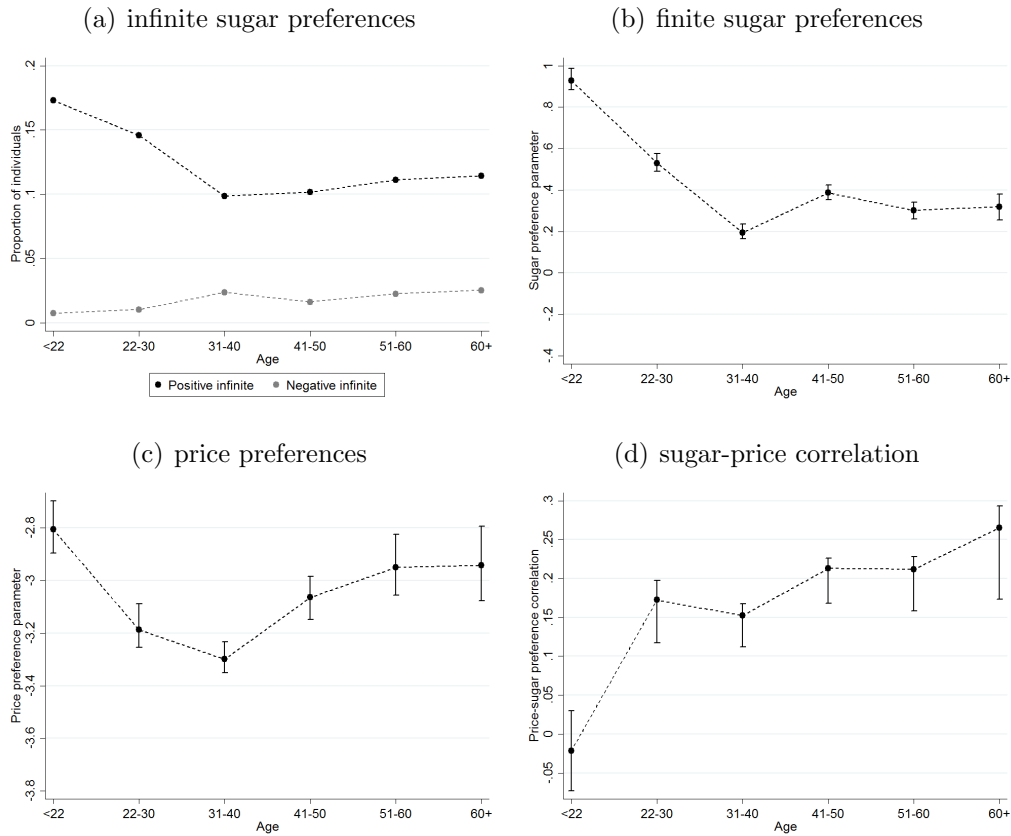 (a) infinite sugar preferences
Proportion of individuals
.2
.15
.1
.05
0
<22 22-30 31-40 41-50 51-60 60+
Age
Positive infinite Negative infinite
(b) finite sugar preferences
Sugar preference parameter
1
.8
.6
.4
.2
0
-.2
-.4
<22 22-30 31-40 41-50 51-60 60+
Age
(c) price preferences
Price preference parameter
-2.8
-3
-3.2
-3.4
-3.6
-3.8
<22 22-30 31-40 41-50 51-60 60+
Age
(d) sugar-price correlation
Price-sugar preference correlation
.3
.25
.2
.15
.1
.05
0
-.05
<22 22-30 31-40 41-50 51-60 60+
Age